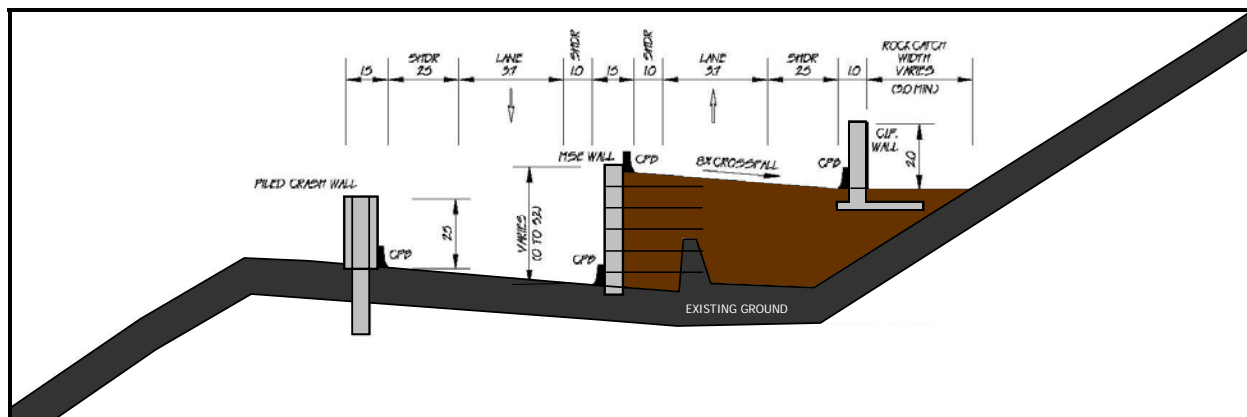 1.5
SHDR
2.5
LANE
3.7
SHDR
1.0
1.5
SHDR
1.0
LANE
3.7
SHDR
2.5
1.0
ROCK CATCH
WIDTH
VARIES
(3.0 MIN.)
MSE WALL
CPB
8% CROSSFALL
CPB
C.I.P.
WALL
2.0
PILED CRASH WALL
2.5
CPB
VARIES
(0 TO 5.2)
CPB
EXISTING GROUND